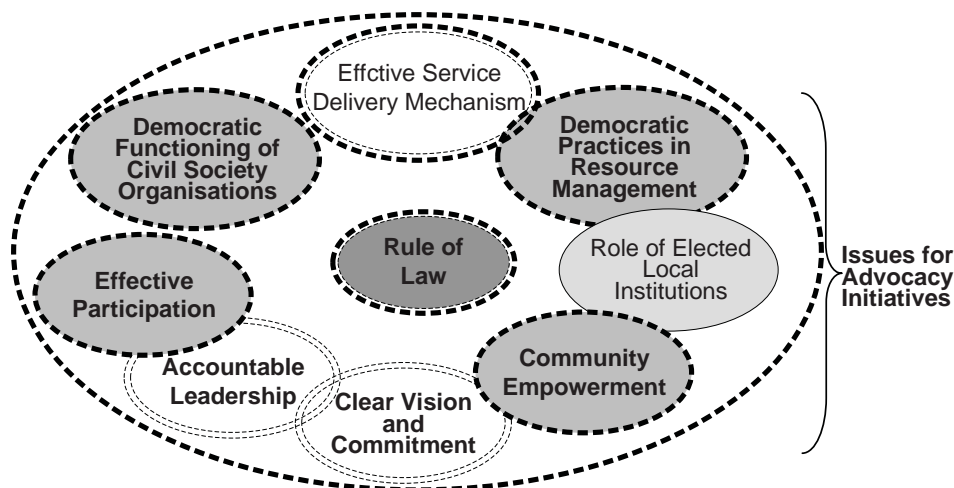 Effctive Service
Delivery Mechanism
Democratic
Functioning of
Civil Society
Organisations
Democratic
Practices in
Resource
Management
Rule of
Law
Role of Elected
Local
Institutions
Issues for
Advocacy
Initiatives
Effective
Participation
Accountable
Leadership
Clear Vision
and
Commitment
Community
Empowerment